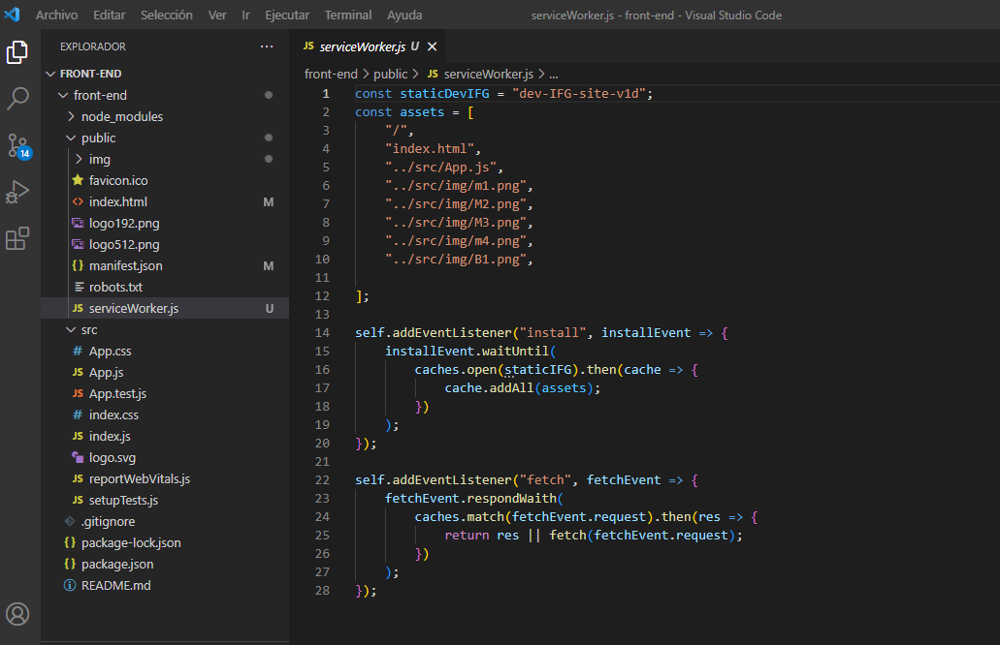 Archivo Editar Selección Ver Ir Ejecutar Terminal Ayuda serviceWorker.js - front-end - Visual Studio Code
EXPLORADOR ···
FRONT-END
front-end
node_modules
public
img
favicon.ico
<> index.html M
logo192.png
logo512.png
{} manifest.json M
robots.txt
JS serviceWorker.js U
src
# App.css
JS App.js
JS App.test.js
# index.css
JS index.js
logo.svg
JS reportWebVitals.js
JS setupTests.js
.gitignore
{} package-lock.json
{} package.json
README.md
14
JS serviceWorker.js U
front-end > public > JS serviceWorker.js > ...
1 const staticDevIFG = "dev-IFG-site-v1d";
2 const assets = [
3 "/",
4 "index.html",
5 "../src/App.js",
6 "../src/img/m1.png",
7 "../src/img/M2.png",
8 "../src/img/M3.png",
9 "../src/img/m4.png",
10 "../src/img/B1.png",
11
12 ];
13
14 self.addEventListener("install", installEvent => {
15 installEvent.waitUntil(
16 caches.open(staticIFG).then(cache => {
17 cache.addAll(assets);
18 })
19 );
20 });
21
22 self.addEventListener("fetch", fetchEvent => {
23 fetchEvent.respondWaith(
24 caches.match(fetchEvent.request).then(res => {
25 return res || fetch(fetchEvent.request);
26 })
27 );
28 });